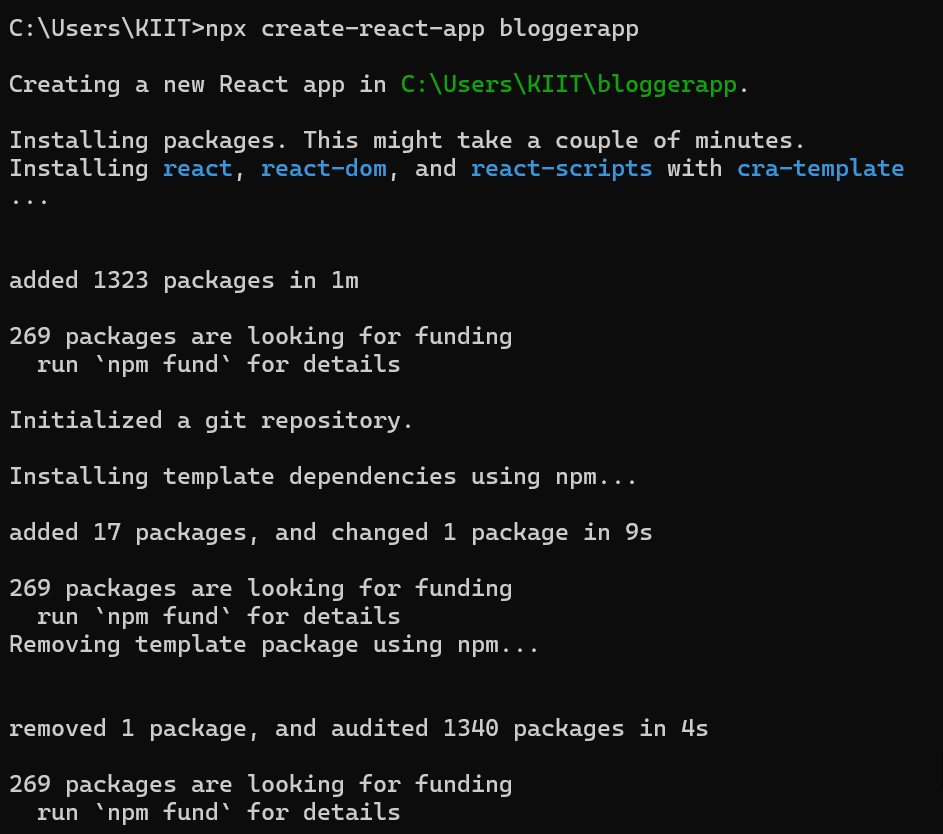 C:\Users\KIIT>npx create-react-app bloggerapp
Creating a new React app in C:\Users\KIIT\bloggerapp.
Installing packages. This might take a couple of minutes.
Installing react, react-dom, and react-scripts with cra-template
...
added 1323 packages in 1m
269 packages are looking for funding
  run `npm fund` for details
Initialized a git repository.
Installing template dependencies using npm...
added 17 packages, and changed 1 package in 9s
269 packages are looking for funding
  run `npm fund` for details
Removing template package using npm...
removed 1 package, and audited 1340 packages in 4s
269 packages are looking for funding
  run `npm fund` for details